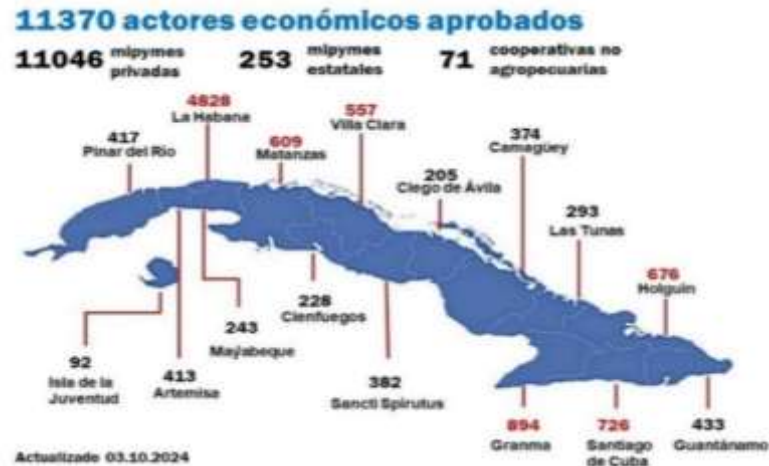 11370 actores económicos aprobados
11046 mipymes privadas
253 mipymes estatales
71 cooperativas no agropecuarias
4828
La Habana
557
Villa Clara
417
Pinar del Río
609
Matanzas
374
Camagüey
205
Ciego de Ávila
293
Las Tunas
676
Holguín
228
Cienfuegos
243
Mayabeque
92
Isla de la
Juventud
413
Artemisa
382
Sancti Spirutus
894
Granma
726
Santiago
de Cuba
433
Guantánamo
Actualizado 03.10.2024